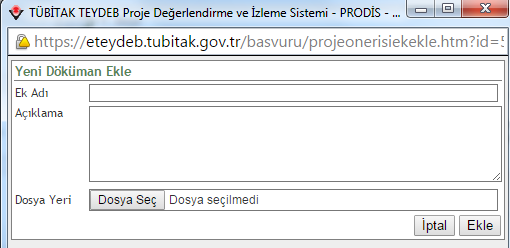 TÜBİTAK TEYDEB Proje Değerlendirme ve İzleme Sistemi - PRODİS - ...
https://eteydeb.tubitak.gov.tr/basvuru/projeonerisiekekle.htm?id=5
Yeni Döküman Ekle
Ek Adı
Açıklama
Dosya Yeri Dosya Seç Dosya seçilmedi
İptal Ekle